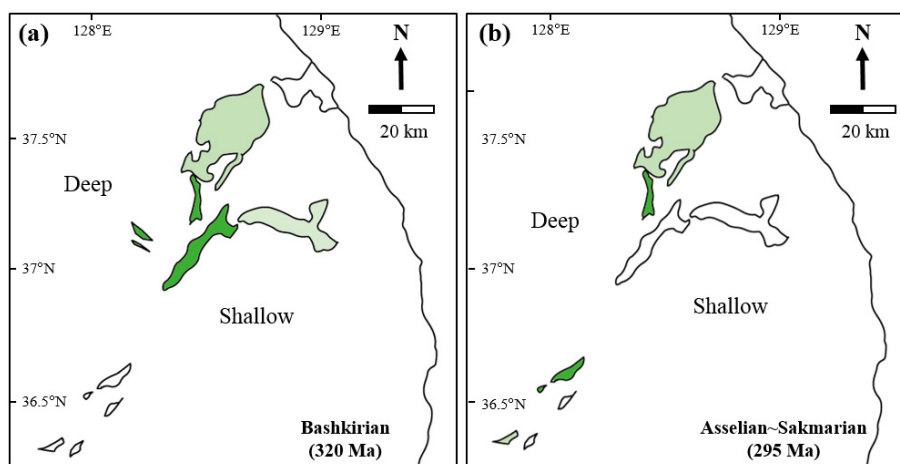 (a)
128°E
129°E
N
20 km
37.5°N
Deep
37°N
Shallow
36.5°N
Bashkirian
(320 Ma)
(b)
128°E
129°E
N
20 km
37.5°N
Deep
37°N
Shallow
36.5°N
Asselian~Sakmarian
(295 Ma)